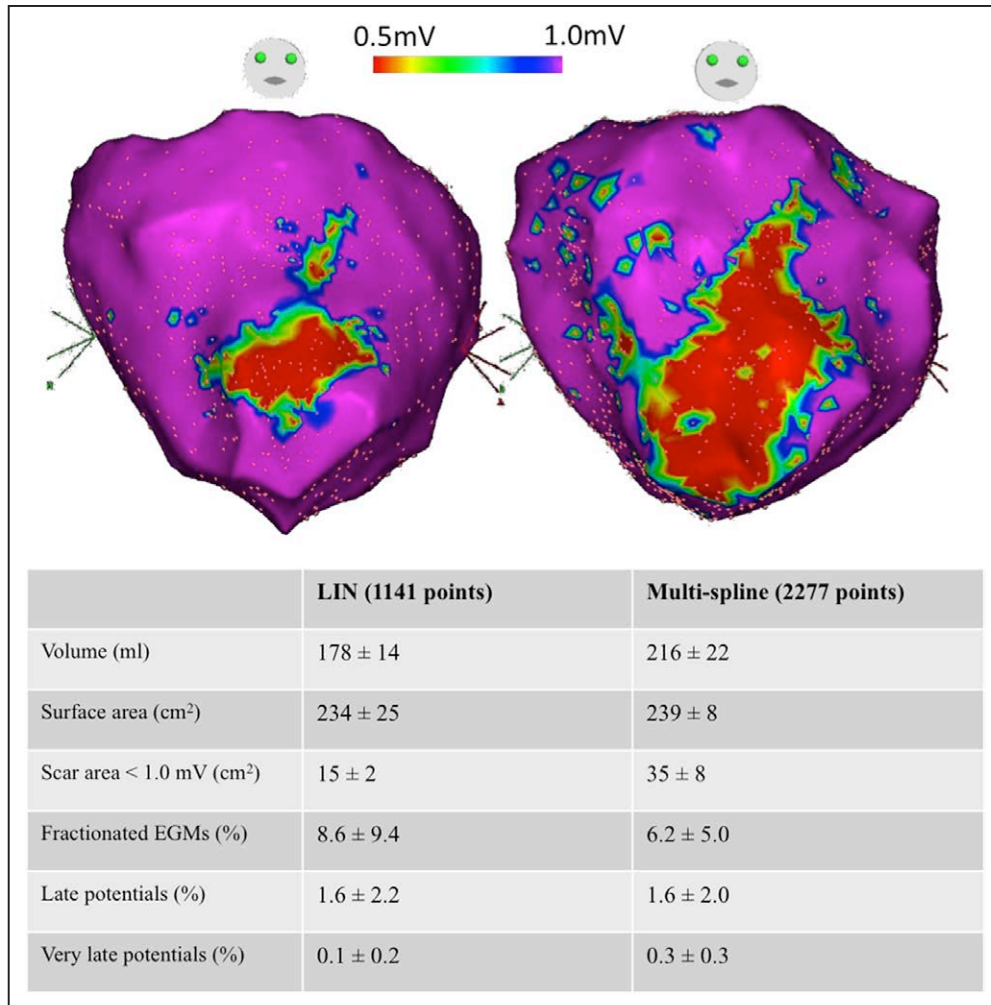 0.5mV 1.0mV
LIN (1141 points) Multi-spline (2277 points)
Volume (ml) 178 ± 14 216 ± 22
Surface area (cm²) 234 ± 25 239 ± 8
Scar area < 1.0 mV (cm²) 15 ± 2 35 ± 8
Fractionated EGMs (%) 8.6 ± 9.4 6.2 ± 5.0
Late potentials (%) 1.6 ± 2.2 1.6 ± 2.0
Very late potentials (%) 0.1 ± 0.2 0.3 ± 0.3